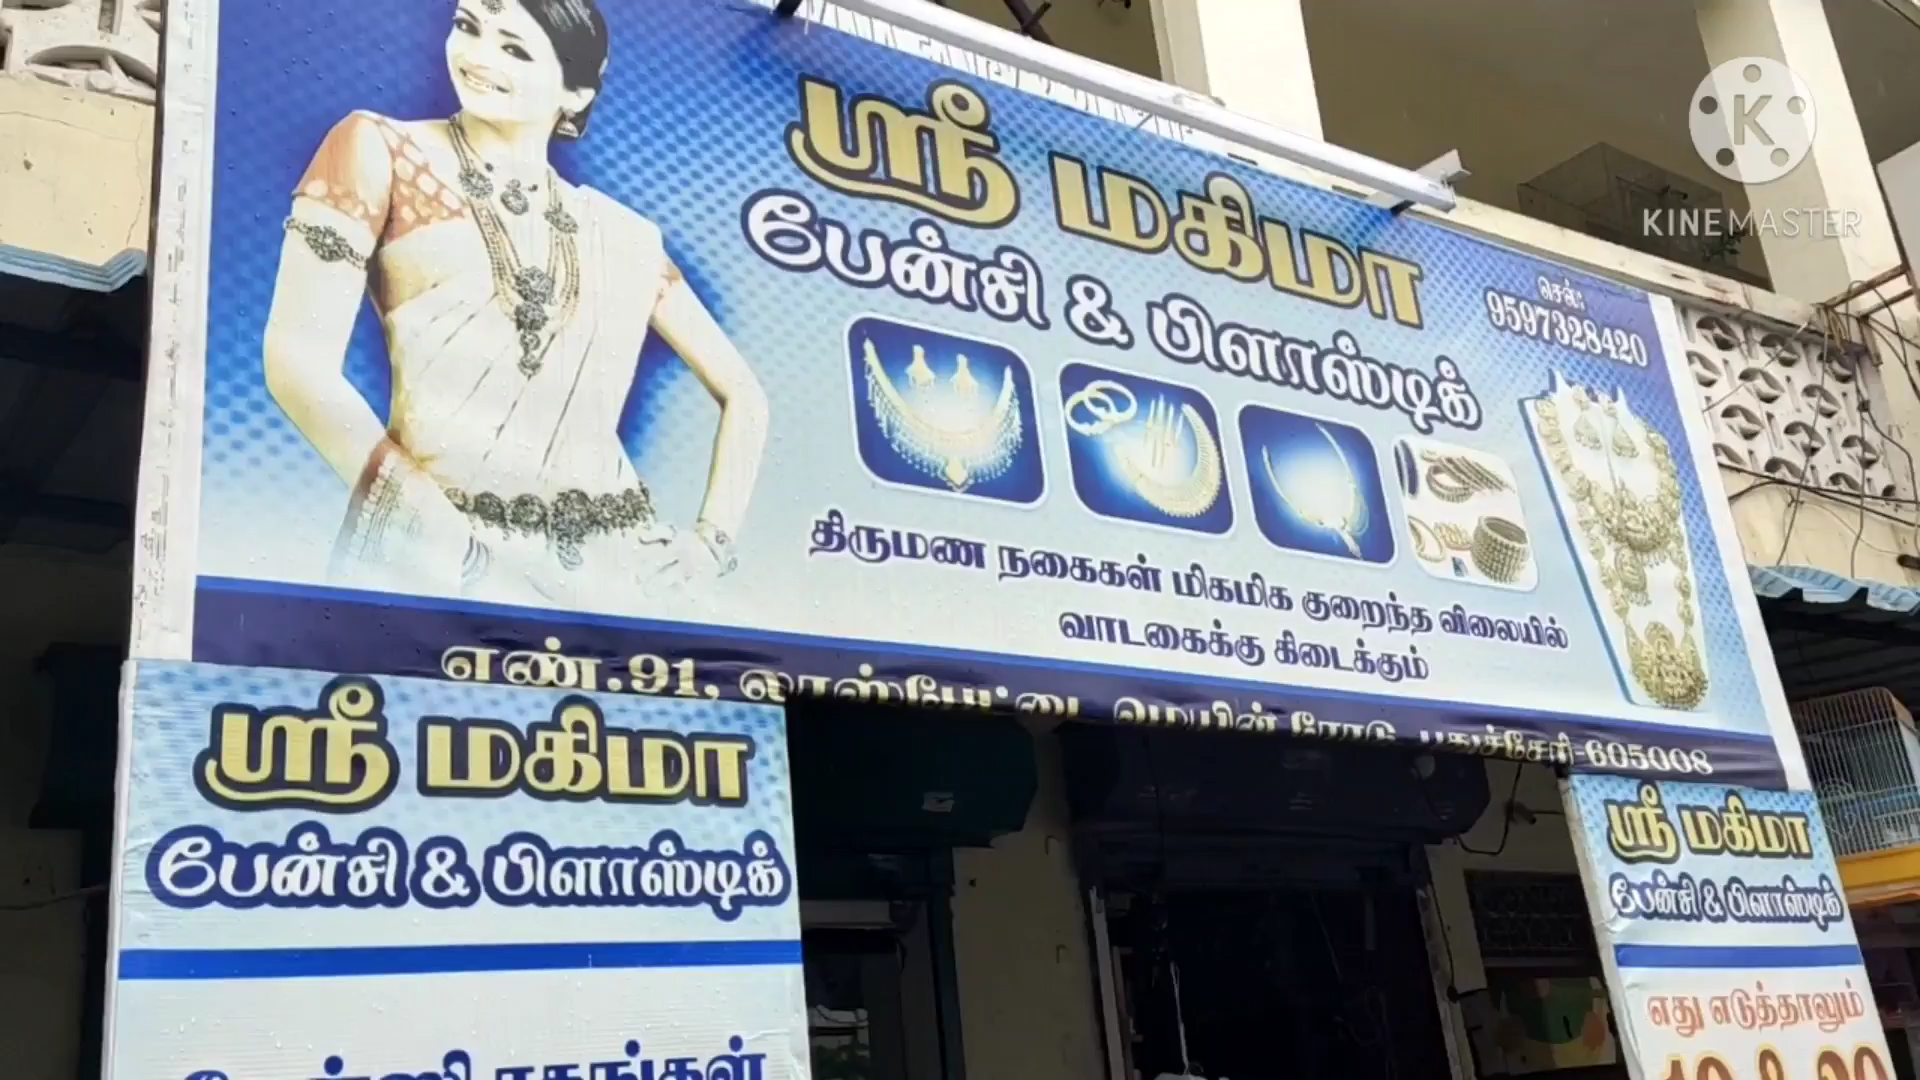 ஸ்ரீ மகிமா
பேன்சி & பிளாஸ்டிக்
செல்:
9597328420
திருமண நகைகள் மிகமிக குறைந்த விலையில்
வாடகைக்கு கிடைக்கும்
எண்.91, லாஸ்பேட்டை மெயின் ரோடு, புதுச்சேரி-605008
ஸ்ரீ மகிமா
பேன்சி & பிளாஸ்டிக்
ஸ்ரீ மகிமா
பேன்சி & பிளாஸ்டிக்
எது எடுத்தாலும்
K
KINEMASTER